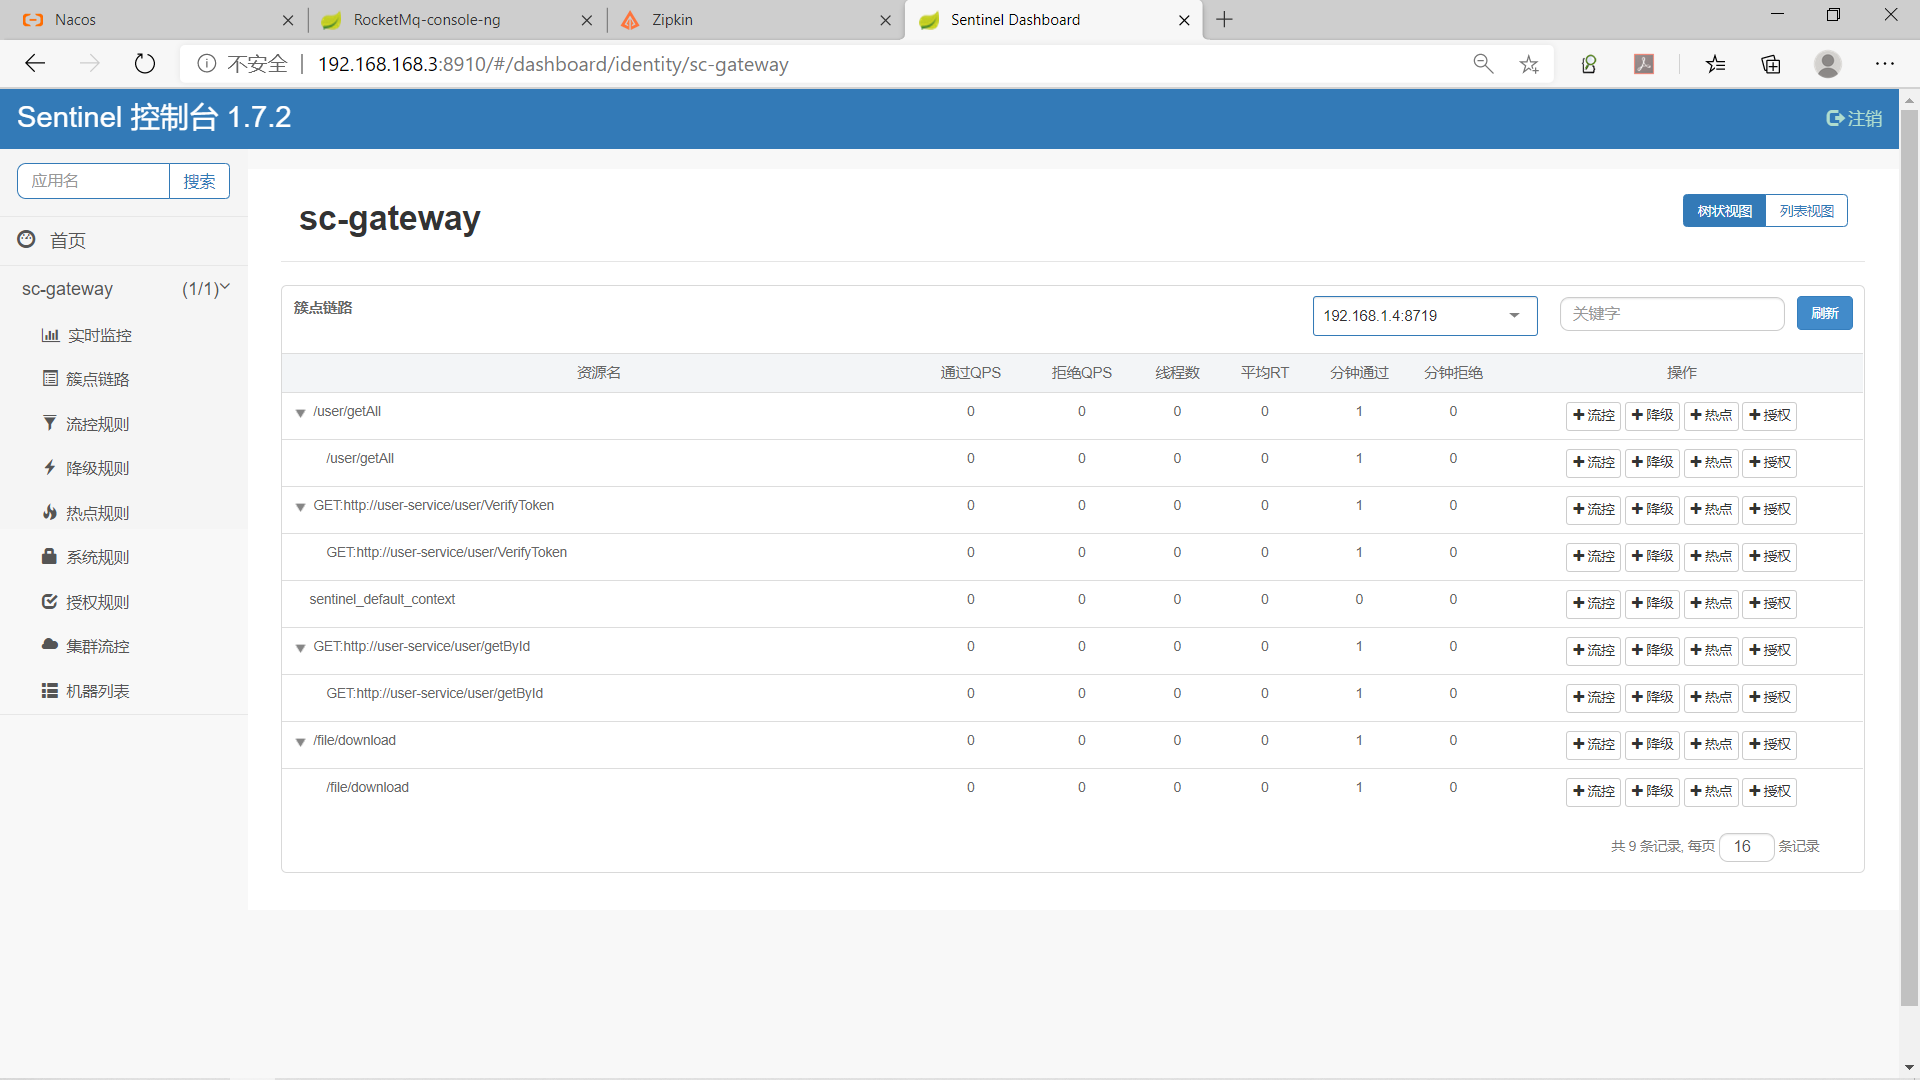 Nacos
RocketMq-console-ng
Zipkin
Sentinel Dashboard
不安全
192.168.168.3:8910/#/dashboard/identity/sc-gateway
Sentinel 控制台 1.7.2
注销
应用名
搜索
首页
sc-gateway (1/1)
实时监控
簇点链路
流控规则
降级规则
热点规则
系统规则
授权规则
集群流控
机器列表
sc-gateway
树状视图 列表视图
簇点链路
192.168.1.4:8719
关键字
刷新
资源名 通过QPS 拒绝QPS 线程数 平均RT 分钟通过 分钟拒绝 操作
/user/getAll 0 0 0 0 1 0 流控 降级 热点 授权
/user/getAll 0 0 0 0 1 0 流控 降级 热点 授权
GET:http://user-service/user/VerifyToken 0 0 0 0 1 0 流控 降级 热点 授权
GET:http://user-service/user/VerifyToken 0 0 0 0 1 0 流控 降级 热点 授权
sentinel_default_context 0 0 0 0 0 0 流控 降级 热点 授权
GET:http://user-service/user/getById 0 0 0 0 1 0 流控 降级 热点 授权
GET:http://user-service/user/getById 0 0 0 0 1 0 流控 降级 热点 授权
/file/download 0 0 0 0 1 0 流控 降级 热点 授权
/file/download 0 0 0 0 1 0 流控 降级 热点 授权
共 9 条记录, 每页 16 条记录